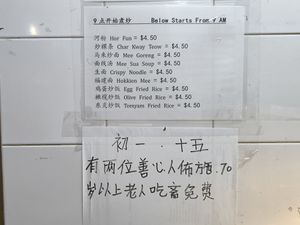 9点开始煮炒 Below Starts From 9 AM
河粉 Hor Fun = $4.50
炒粿条 Char Kway Teow = $4.50
马来炒面 Mee Goreng = $4.50
面线汤 Mee Sua Soup = $4.50
生面 Crispy Noodle = $4.50
福建面 Hokkien Mee = $4.50
鸡蛋炒饭 Egg Fried Rice = $4.50
橄榄炒饭 Olive Fried Rice = $4.50
东炎炒饭 Tomyam Fried Rice = $4.50
初一.十五
有两位善心人佈施.70
岁以上老人吃斋免费